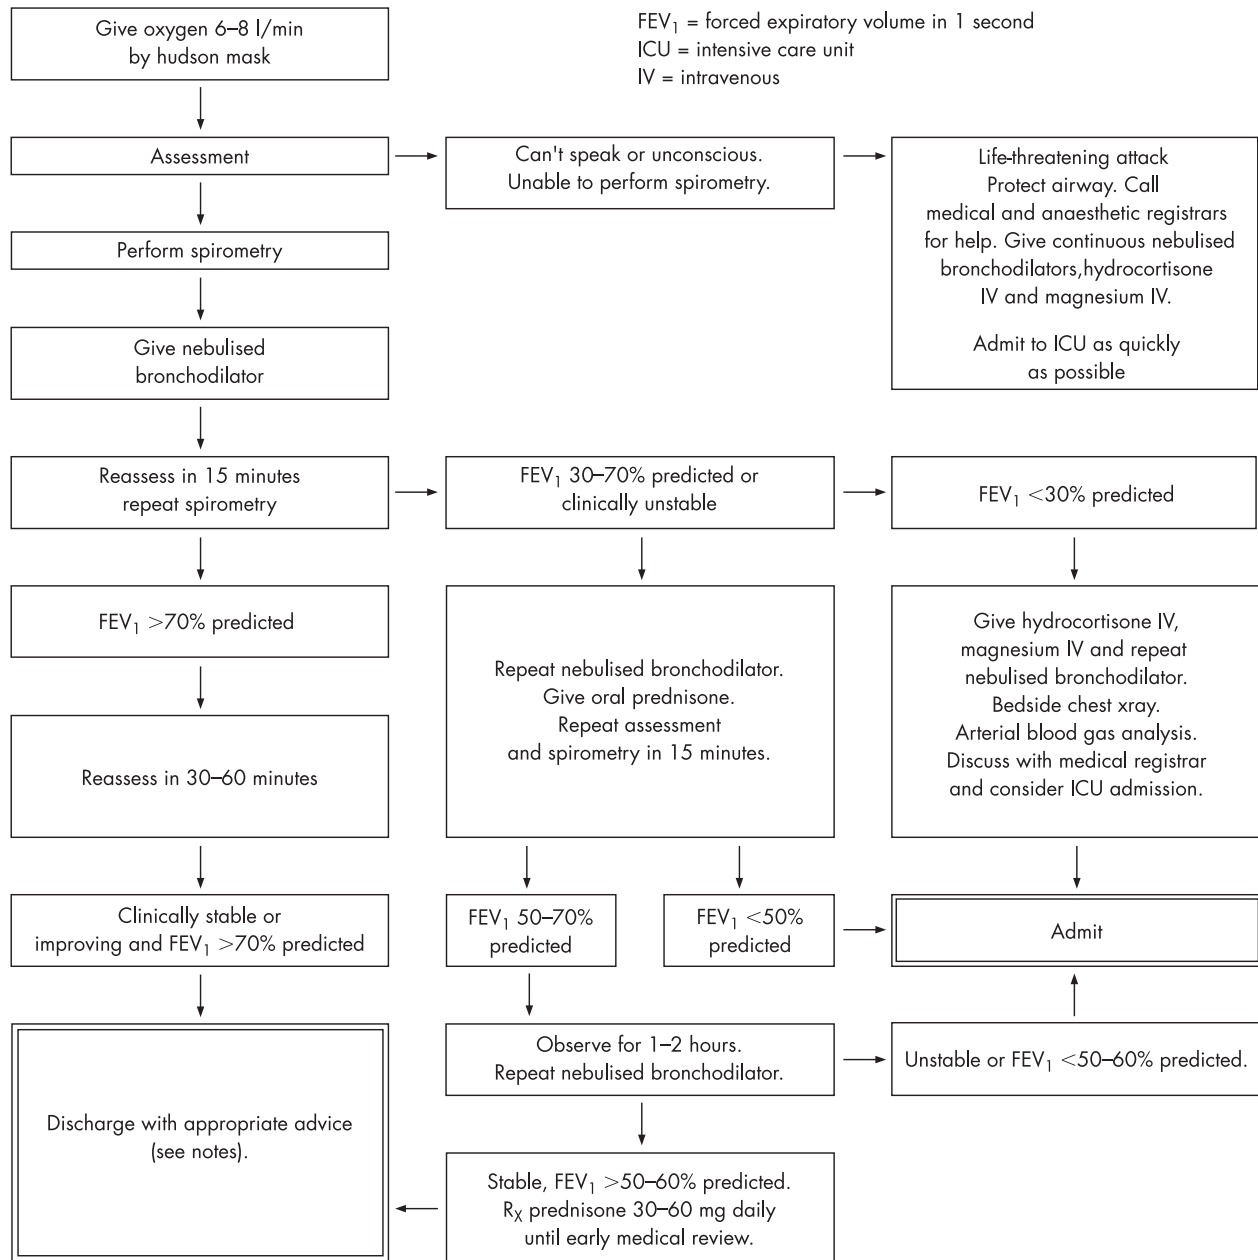 Give oxygen 6–8 l/min
by hudson mask
FEV1 = forced expiratory volume in 1 second
ICU = intensive care unit
IV = intravenous
Assessment
Can't speak or unconscious.
Unable to perform spirometry.
Life-threatening attack
Protect airway. Call
medical and anaesthetic registrars
for help. Give continuous nebulised
bronchodilators,hydrocortisone
IV and magnesium IV.
Admit to ICU as quickly
as possible
Perform spirometry
Give nebulised
bronchodilator
Reassess in 15 minutes
repeat spirometry
FEV1 30–70% predicted or
clinically unstable
FEV1 <30% predicted
FEV1 >70% predicted
Repeat nebulised bronchodilator.
Give oral prednisone.
Repeat assessment
and spirometry in 15 minutes.
Give hydrocortisone IV,
magnesium IV and repeat
nebulised bronchodilator.
Bedside chest xray.
Arterial blood gas analysis.
Discuss with medical registrar
and consider ICU admission.
Reassess in 30–60 minutes
Clinically stable or
improving and FEV1 >70% predicted
FEV1 50–70%
predicted
FEV1 <50%
predicted
Admit
Observe for 1–2 hours.
Repeat nebulised bronchodilator.
Unstable or FEV1 <50–60% predicted.
Discharge with appropriate advice
(see notes).
Stable, FEV1 >50–60% predicted.
RX prednisone 30–60 mg daily
until early medical review.